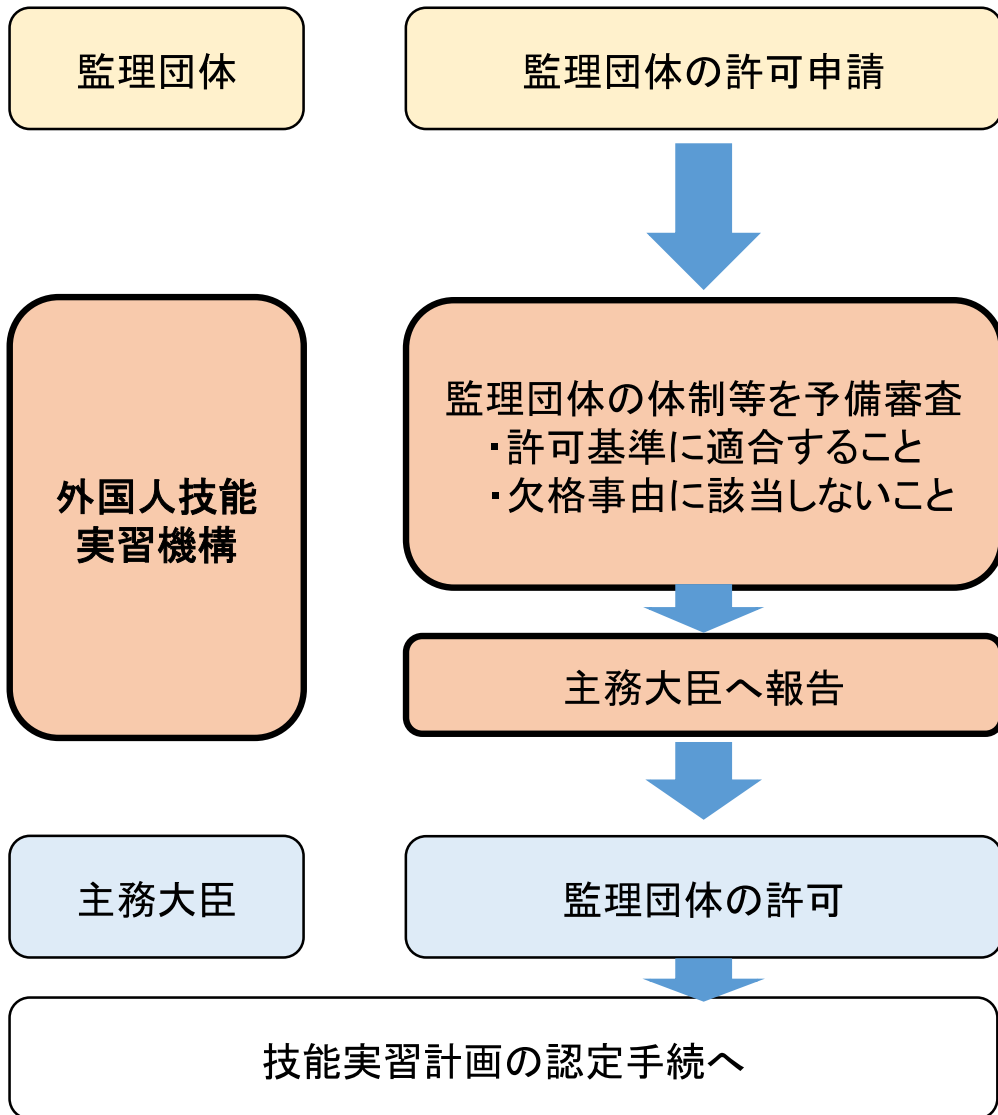 監理団体
監理団体の許可申請
外国人技能
実習機構
監理団体の体制等を予備審査
・許可基準に適合すること
・欠格事由に該当しないこと
主務大臣へ報告
主務大臣
監理団体の許可
技能実習計画の認定手続へ